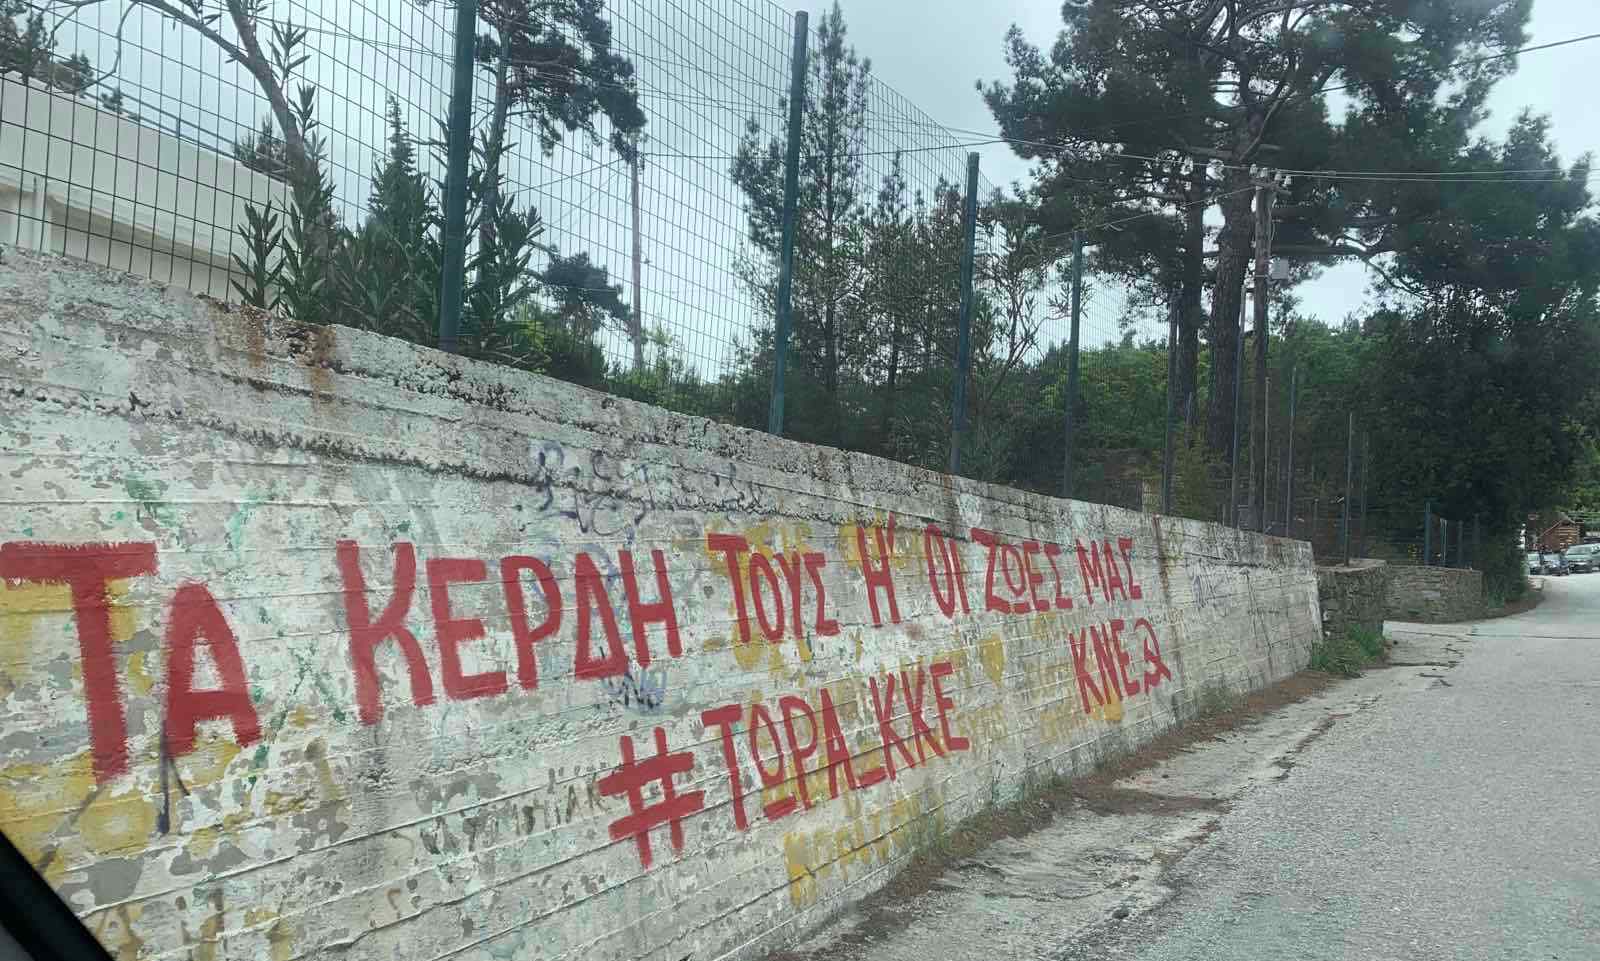 ΤΑ ΚΕΡΔΗ ΤΟΥΣ Η' ΟΙ ΖΩΕΣ ΜΑΣ
#ΤΩΡΑ_ΚΚΕ ΚΝΕ☭